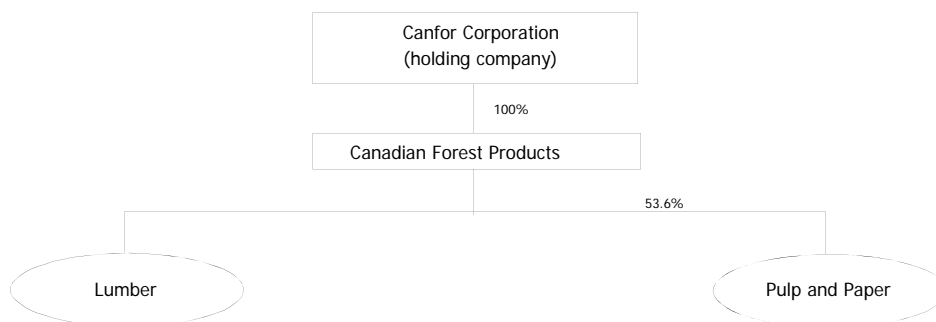 Canfor Corporation
(holding company)
100%
Canadian Forest Products
53.6%
Lumber
Pulp and Paper